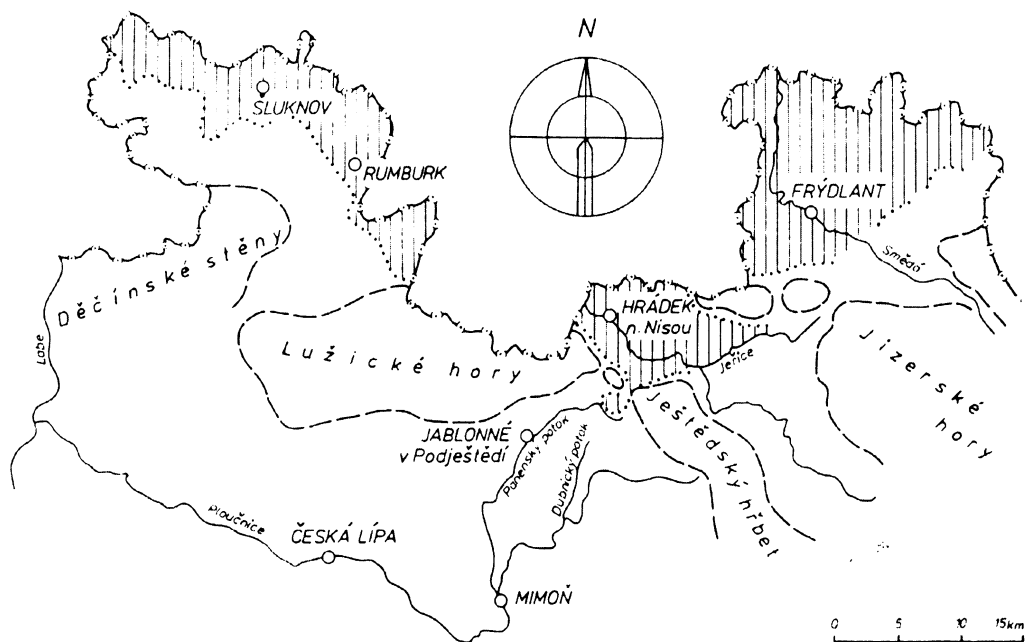 N
ŠLUKNOV
RUMBURK
FRÝDLANT
Smědá
Děčínské stěny
HRÁDEK
n. Nisou
Labe
Lužické hory
Jeřice
Jizerské
hory
JABLONNÉ
v Podještědí
Panenský potok
Dubnický potok
Ještědský hřbet
Ploučnice
ČESKÁ LÍPA
MIMOŇ
0 5 10 15km